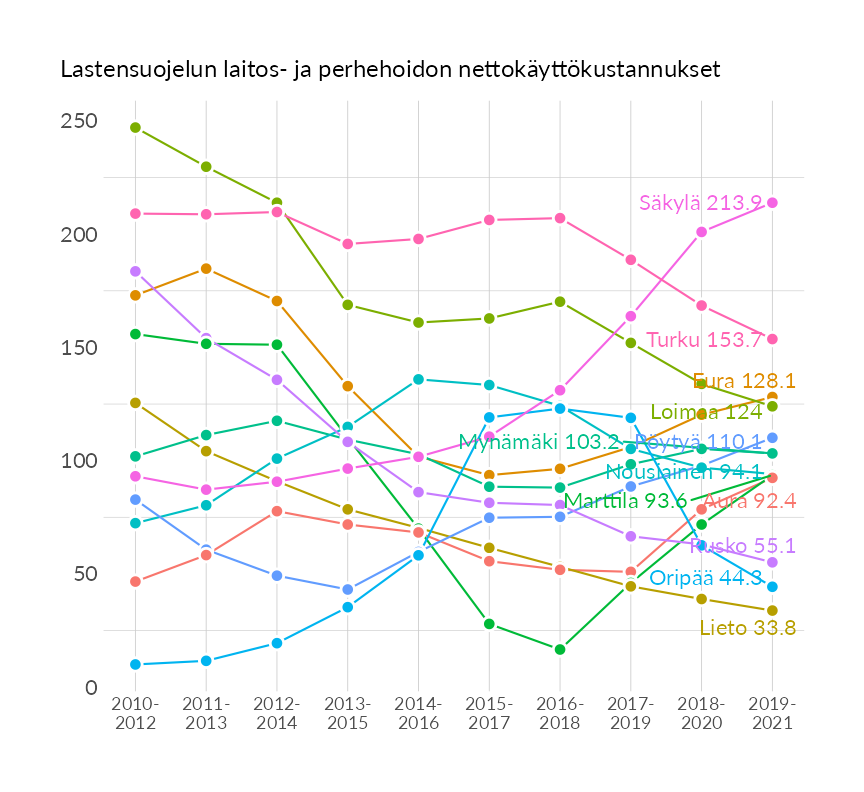 Lastensuojelun laitos- ja perhehoidon nettokäyttökustannukset
250
200
150
100
50
0
Säkylä 213.9
Turku 153.7
Eura 128.1
Loimaa 124
Mynämäki 103.2
Pöytyä 110.1
Nousiainen 94.1
Marttila 93.6
Aura 92.4
Rusko 55.1
Oripää 44.3
Lieto 33.8
2010-2012
2011-2013
2012-2014
2013-2015
2014-2016
2015-2017
2016-2018
2017-2019
2018-2020
2019-2021